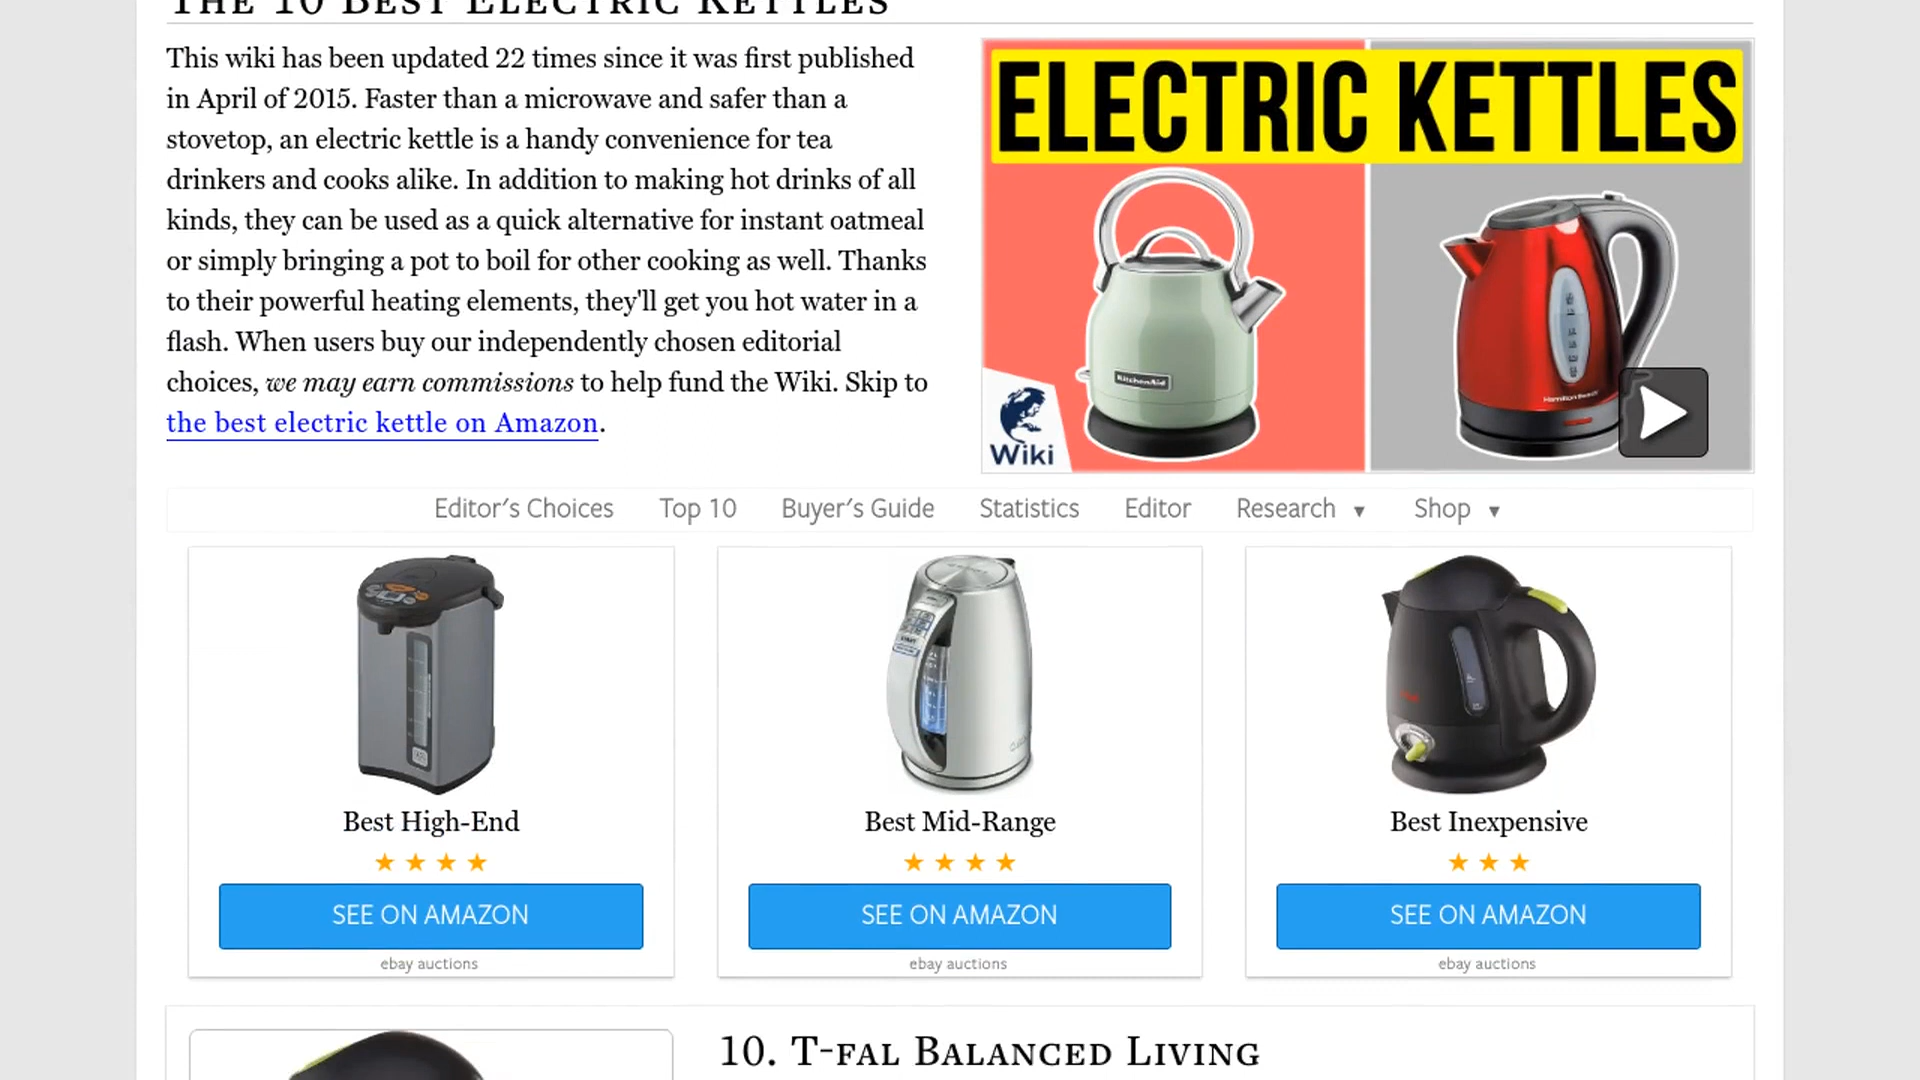 THE 10 BEST ELECTRIC KETTLES
This wiki has been updated 22 times since it was first published
in April of 2015. Faster than a microwave and safer than a
stovetop, an electric kettle is a handy convenience for tea
drinkers and cooks alike. In addition to making hot drinks of all
kinds, they can be used as a quick alternative for instant oatmeal
or simply bringing a pot to boil for other cooking as well. Thanks
to their powerful heating elements, they'll get you hot water in a
flash. When users buy our independently chosen editorial
choices, we may earn commissions to help fund the Wiki. Skip to
the best electric kettle on Amazon.
ELECTRIC KETTLES
KitchenAid
Hamilton Beach
Wiki
Editor's Choices Top 10 Buyer's Guide Statistics Editor Research ▼ Shop ▼
Best High-End
SEE ON AMAZON
ebay auctions
Best Mid-Range
SEE ON AMAZON
ebay auctions
Best Inexpensive
SEE ON AMAZON
ebay auctions
10. T-FAL BALANCED LIVING